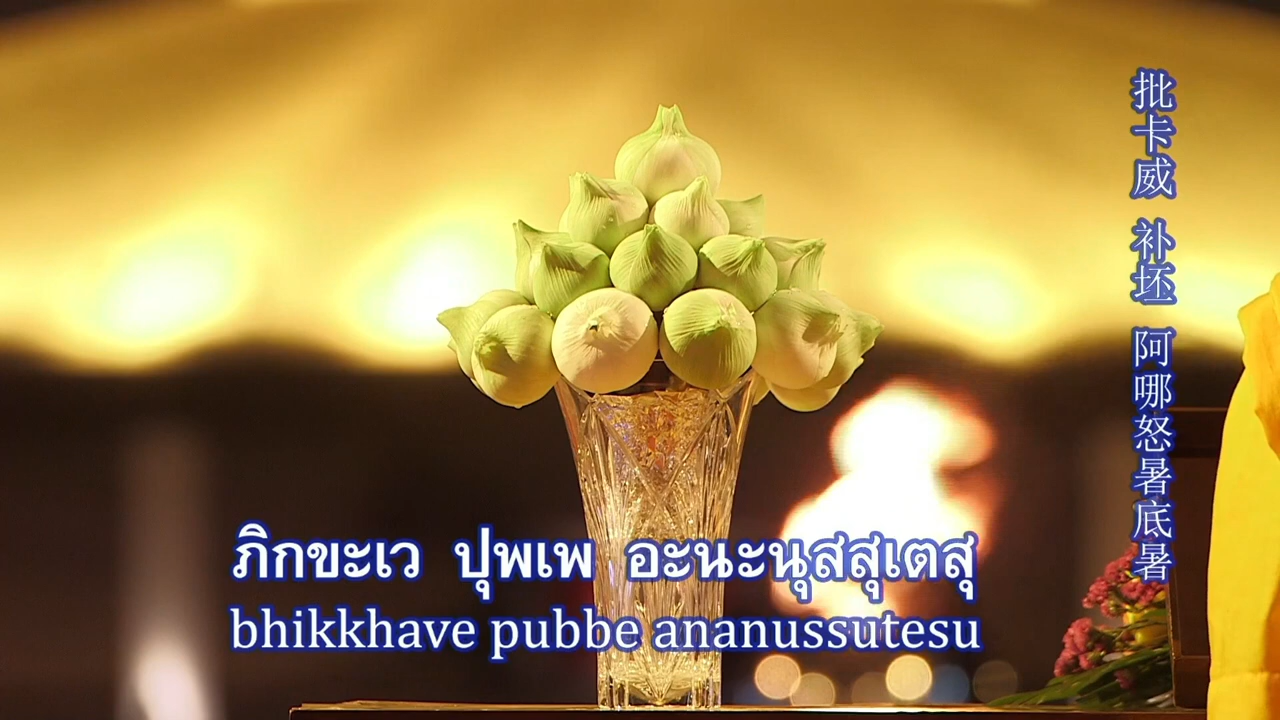 批卡威 补坯 阿哪怒暑底暑
ภิกขะเว ปุพเพ อะนะนุสสุเตสุ
bhikkhave pubbe ananussutesu